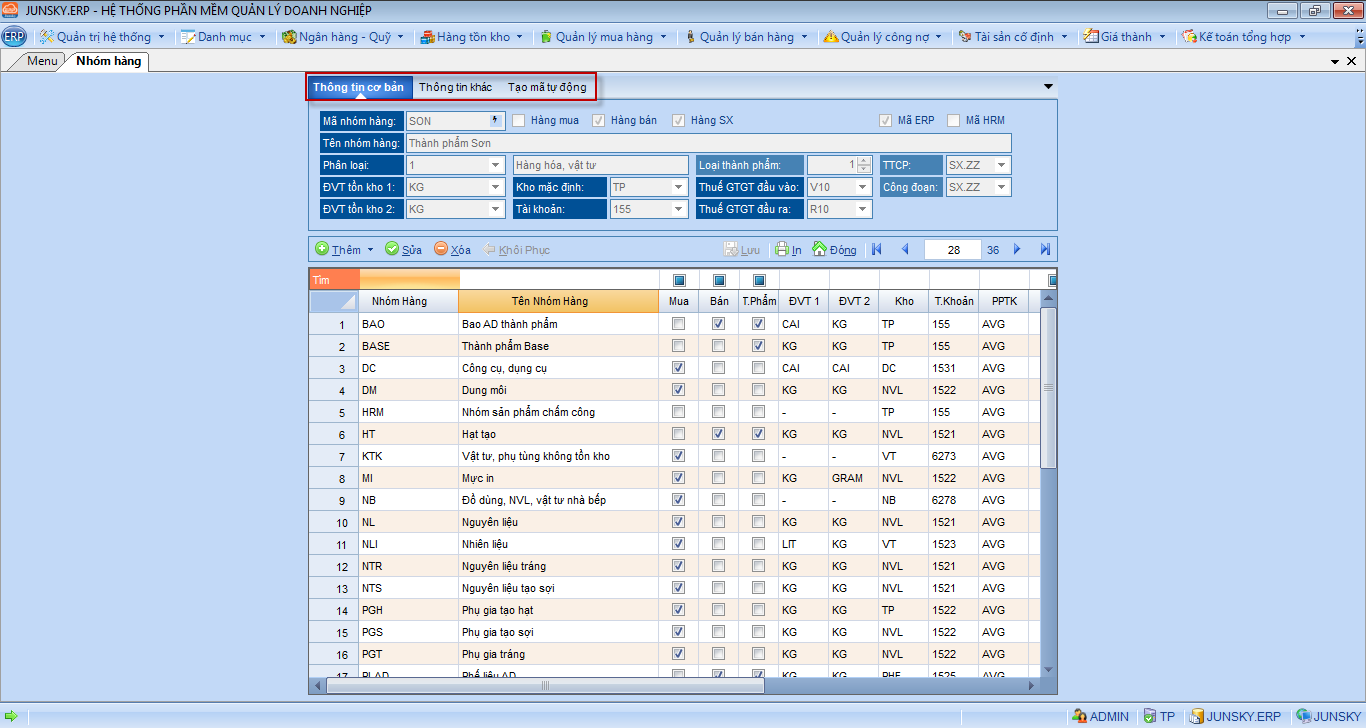 JUNSKY.ERP - HỆ THỐNG PHẦN MỀM QUẢN LÝ DOANH NGHIỆP
ERP Quản trị hệ thống Danh mục Ngân hàng - Quỹ Hàng tồn kho Quản lý mua hàng Quản lý bán hàng Quản lý công nợ Tài sản cố định Giá thành Kế toán tổng hợp
Menu Nhóm hàng
Thông tin cơ bản Thông tin khác Tạo mã tự động
Mã nhóm hàng: SON Hàng mua Hàng bán Hàng SX Mã ERP Mã HRM
Tên nhóm hàng: Thành phẩm Sơn
Phân loại: 1 Hàng hóa, vật tư Loại thành phẩm: 1 TTCP: SX.ZZ
ĐVT tồn kho 1: KG Kho mặc định: TP Thuế GTGT đầu vào: V10 Công đoạn: SX.ZZ
ĐVT tồn kho 2: KG Tài khoản: 155 Thuế GTGT đầu ra: R10
Thêm Sửa Xóa Khôi Phục Lưu In Đóng 28 36
Tìm
Nhóm Hàng Tên Nhóm Hàng Mua Bán T.Phẩm ĐVT 1 ĐVT 2 Kho T.Khoản PPTK
1 BAO Bao AD thành phẩm CAI KG TP 155 AVG
2 BASE Thành phẩm Base KG KG TP 155 AVG
3 DC Công cụ, dụng cụ CAI CAI DC 1531 AVG
4 DM Dung môi KG KG NVL 1522 AVG
5 HRM Nhóm sản phẩm chấm công - - TP 155 AVG
6 HT Hạt tạo KG KG NVL 1521 AVG
7 KTK Vật tư, phụ tùng không tồn kho - - VT 6273 AVG
8 MI Mực in KG GRAM NVL 1522 AVG
9 NB Đồ dùng, NVL, vật tư nhà bếp - - NB 6278 AVG
10 NL Nguyên liệu KG KG NVL 1521 AVG
11 NLI Nhiên liệu LIT KG VT 1523 AVG
12 NTR Nguyên liệu tráng KG KG NVL 1521 AVG
13 NTS Nguyên liệu tạo sợi KG KG NVL 1521 AVG
14 PGH Phụ gia tạo hạt KG KG TP 1522 AVG
15 PGS Phụ gia tạo sợi KG KG NVL 1522 AVG
16 PGT Phụ gia tráng KG KG NVL 1522 AVG
17 PLAD Phế liệu AD KG KG PHE 1525 AVG
ADMIN TP JUNSKY.ERP JUNSKY